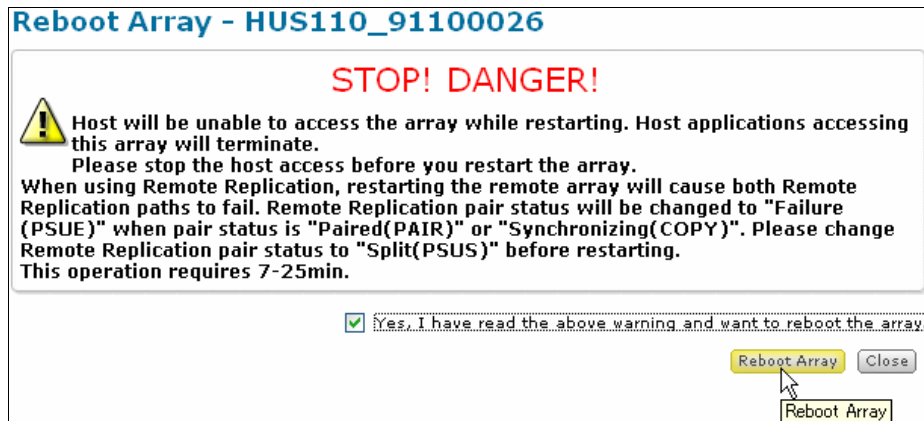 Reboot Array - HUS110_91100026
STOP! DANGER!
Host will be unable to access the array while restarting. Host applications accessing
this array will terminate.
Please stop the host access before you restart the array.
When using Remote Replication, restarting the remote array will cause both Remote
Replication paths to fail. Remote Replication pair status will be changed to "Failure
(PSUE)" when pair status is "Paired(PAIR)" or "Synchronizing(COPY)". Please change
Remote Replication pair status to "Split(PSUS)" before restarting.
This operation requires 7-25min.
Yes, I have read the above warning and want to reboot the array
Reboot Array Close
Reboot Array